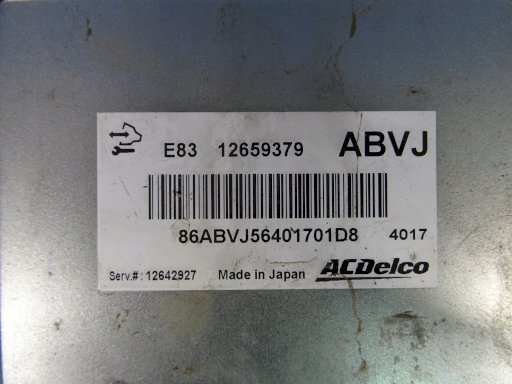 E83 12659379 ABVJ
86ABVJ56401701D8 4017
Serv.#: 12642927 Made in Japan ACDelco